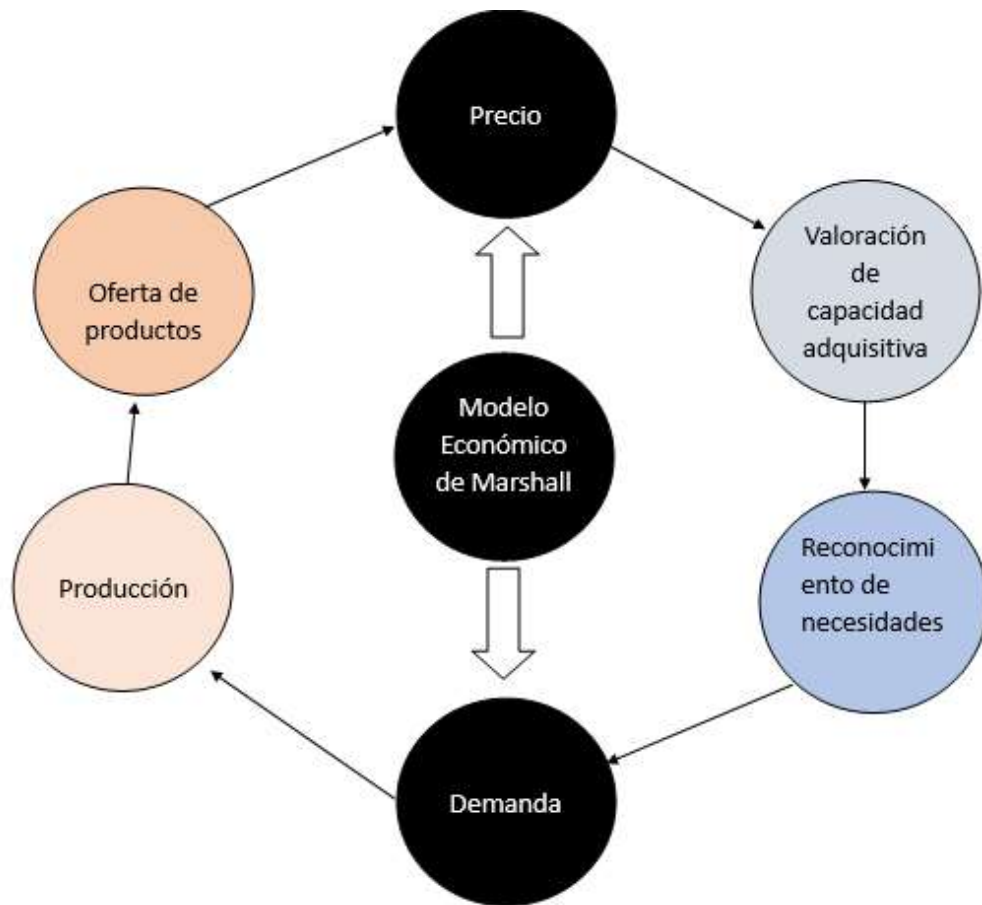 Precio
Valoración
de
capacidad
adquisitiva
Oferta de
productos
Modelo
Económico
de Marshall
Reconocimi
ento de
necesidades
Producción
Demanda